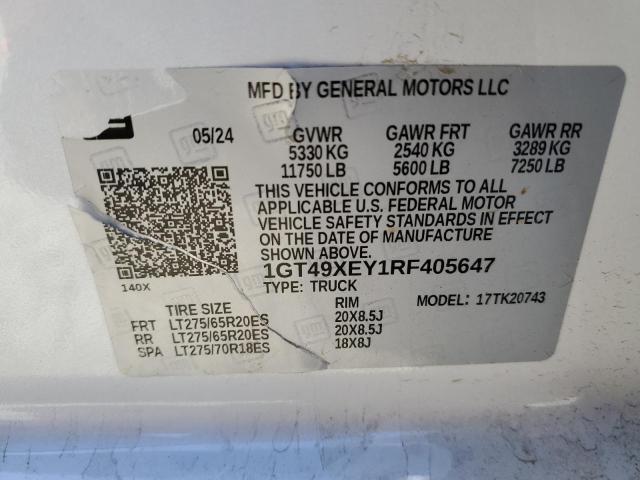 MFD BY GENERAL MOTORS LLC
05/24 GVWR GAWR FRT GAWR RR
5330 KG 2540 KG 3289 KG
11750 LB 5600 LB 7250 LB
THIS VEHICLE CONFORMS TO ALL
APPLICABLE U.S. FEDERAL MOTOR
VEHICLE SAFETY STANDARDS IN EFFECT
ON THE DATE OF MANUFACTURE
SHOWN ABOVE.
1GT49XEY1RF405647
140X
TYPE: TRUCK
MODEL: 17TK20743
TIRE SIZE RIM
FRT LT275/65R20ES 20X8.5J
RR LT275/65R20ES 20X8.5J
SPA LT275/70R18ES 18X8J